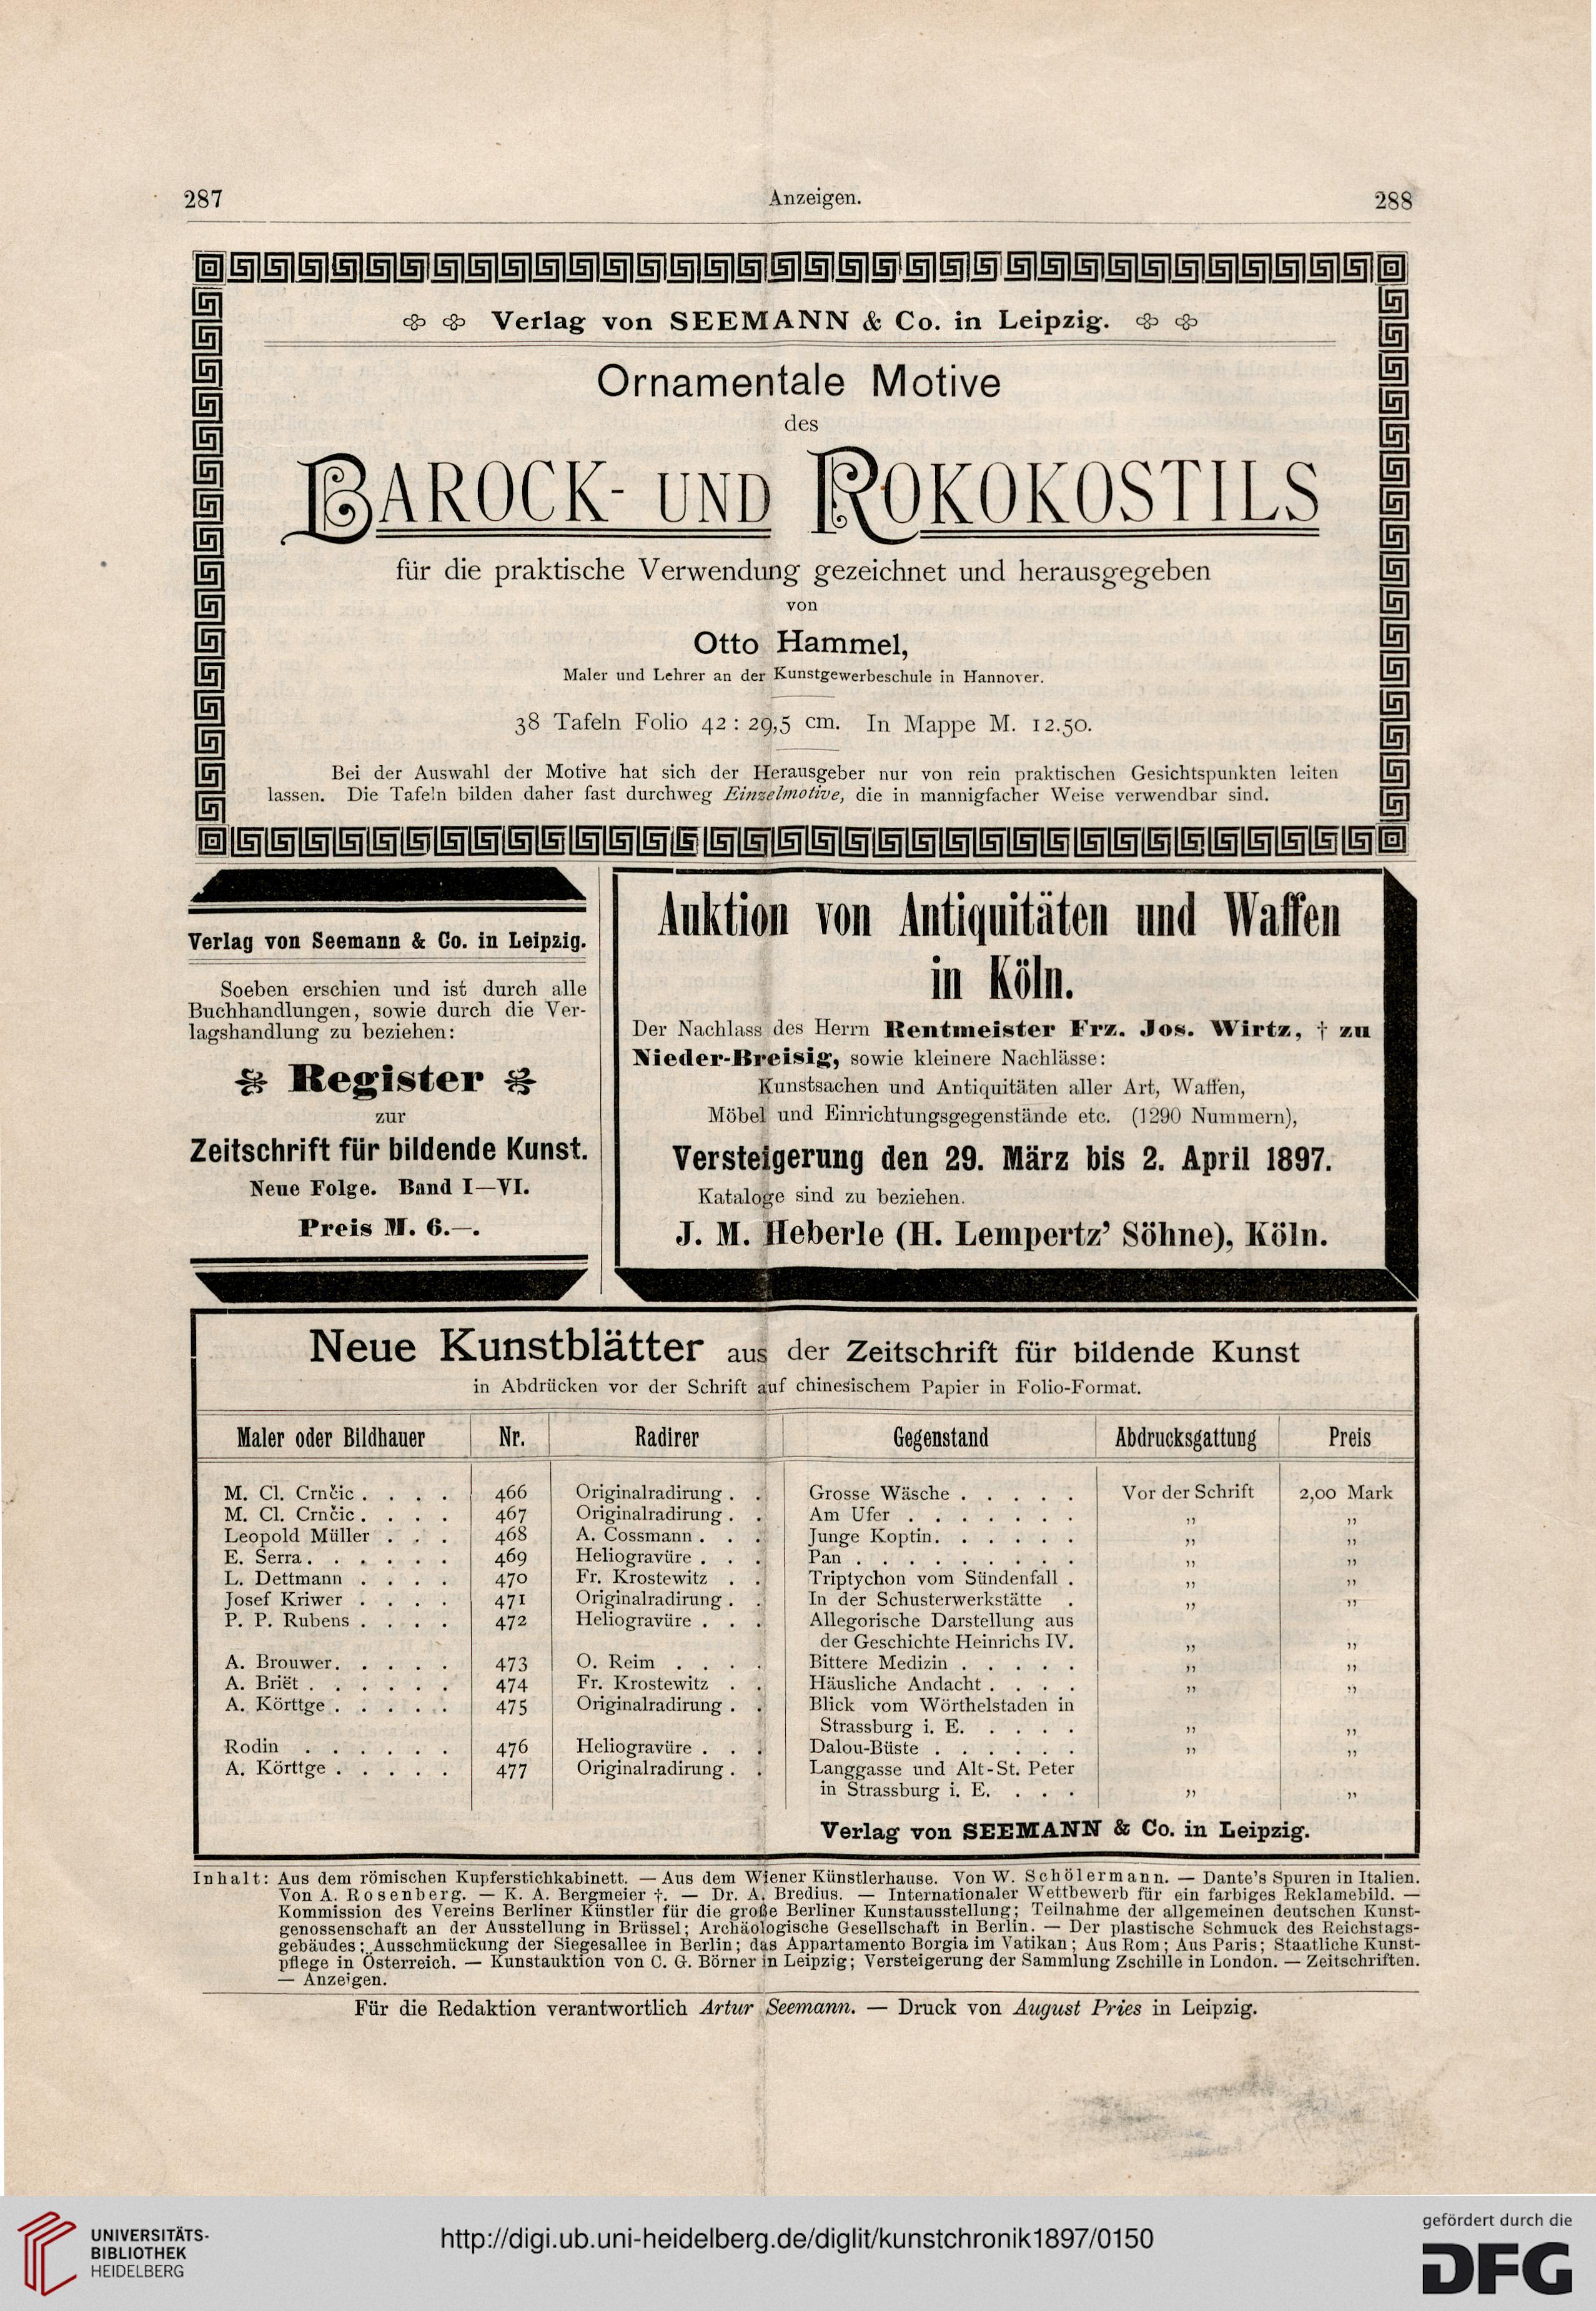 287 Anzeigen. 288
Verlag von SEEMANN & Co. in Leipzig.
Ornamentale Motive
des
BAROCK- UND ROKOKOSTILS
für die praktische Verwendung gezeichnet und herausgegeben
von
Otto Hammel,
Maler und Lehrer an der Kunstgewerbeschule in Hannover.
38 Tafeln Folio 42 : 29,5 cm. In Mappe M. 12.50.
Bei der Auswahl der Motive hat sich der Herausgeber nur von rein praktischen Gesichtspunkten leiten
lassen. Die Tafeln bilden daher fast durchweg Einzelmotive, die in mannigfacher Weise verwendbar sind.
Verlag von Seemann & Co. in Leipzig.
Soeben erschien und ist durch alle
Buchhandlungen, sowie durch die Ver-
lagshandlung zu beziehen:
Register
zur
Zeitschrift für bildende Kunst.
Neue Folge. Band I—VI.
Preis M. 6.—.
Auktion von Antiquitäten und Waffen
in Köln.
Der Nachlass des Herrn Rentmeister Frz. Jos. Wirtz, † zu
Nieder-Breisig, sowie kleinere Nachlässe:
Kunstsachen und Antiquitäten aller Art, Waffen,
Möbel und Einrichtungsgegenstände etc. (1290 Nummern),
Versteigerung den 29. März bis 2. April 1897.
Kataloge sind zu beziehen.
J. M. Heberle (H. Lempertz’ Söhne), Köln.
Neue Kunstblätter aus der Zeitschrift für bildende Kunst
in Abdrücken vor der Schrift auf chinesischem Papier in Folio-Format.
Maler oder Bildhauer Nr. Radirer Gegenstand Abdrucksgattung Preis
M. Cl. Crnčic . . . . 466 Originalradirung . . Grosse Wäsche . . . . . Vor der Schrift 2,00 Mark
M. Cl. Crnčic . . . . 467 Originalradirung . . Am Ufer . . . . . . . ,, ,,
Leopold Müller . . . 468 A. Cossmann . . . Junge Koptin . . . . . . ,, ,,
E. Serra . . . . . . 469 Heliogravüre . . . Pan . . . . . . . . . ,, ,,
L. Dettmann . . . . 470 Fr. Krostewitz . . Triptychon vom Sündenfall . ,, ,,
Josef Kriwer . . . . 471 Originalradirung . . In der Schusterwerkstätte . ,, ,,
P. P. Rubens . . . . 472 Heliogravüre . . . Allegorische Darstellung aus
der Geschichte Heinrichs IV. ,, ,,
A. Brouwer . . . . . 473 O. Reim . . . . Bittere Medizin . . . . . ,, ,,
A. Briët . . . . . . 474 Fr. Krostewitz . . Häusliche Andacht . . . . ,, ,,
A. Körttge . . . . . 475 Originalradirung . . Blick vom Wörthelstaden in
Strassburg i. E. . . . . ,, ,,
Rodin . . . . . . 476 Heliogravüre . . . Dalou-Büste . . . . . . ,, ,,
A. Körttge . . . . . 477 Originalradirung . . Langgasse und Alt-St. Peter
in Strassburg i. E. . . . ,, ,,
Verlag von SEEMANN & Co. in Leipzig.
Inhalt: Aus dem römischen Kupferstichkabinett. — Aus dem Wiener Künstlerhause. Von W. Schölermann. — Dante’s Spuren in Italien.
Von A. Rosenberg. — K. A. Bergmeier †. — Dr. A. Bredius. — Internationaler Wettbewerb für ein farbiges Reklamebild. —
Kommission des Vereins Berliner Künstler für die große Berliner Kunstausstellung; Teilnahme der allgemeinen deutschen Kunst-
genossenschaft an der Ausstellung in Brüssel; Archäologische Gesellschaft in Berlin. — Der plastische Schmuck des Reichstags-
gebäudes; Ausschmückung der Siegesallee in Berlin; das Appartamento Borgia im Vatikan; Aus Rom; Aus Paris; Staatliche Kunst-
pflege in Österreich. — Kunstauktion von C. G. Börner in Leipzig; Versteigerung der Sammlung Zschille in London. — Zeitschriften.
— Anzeigen.
Für die Redaktion verantwortlich Artur Seemann. — Druck von August Pries in Leipzig.
UNIVERSITÄTS-
BIBLIOTHEK
HEIDELBERG
http://digi.ub.uni-heidelberg.de/diglit/kunstchronik1897/0150
gefördert durch die
DFG